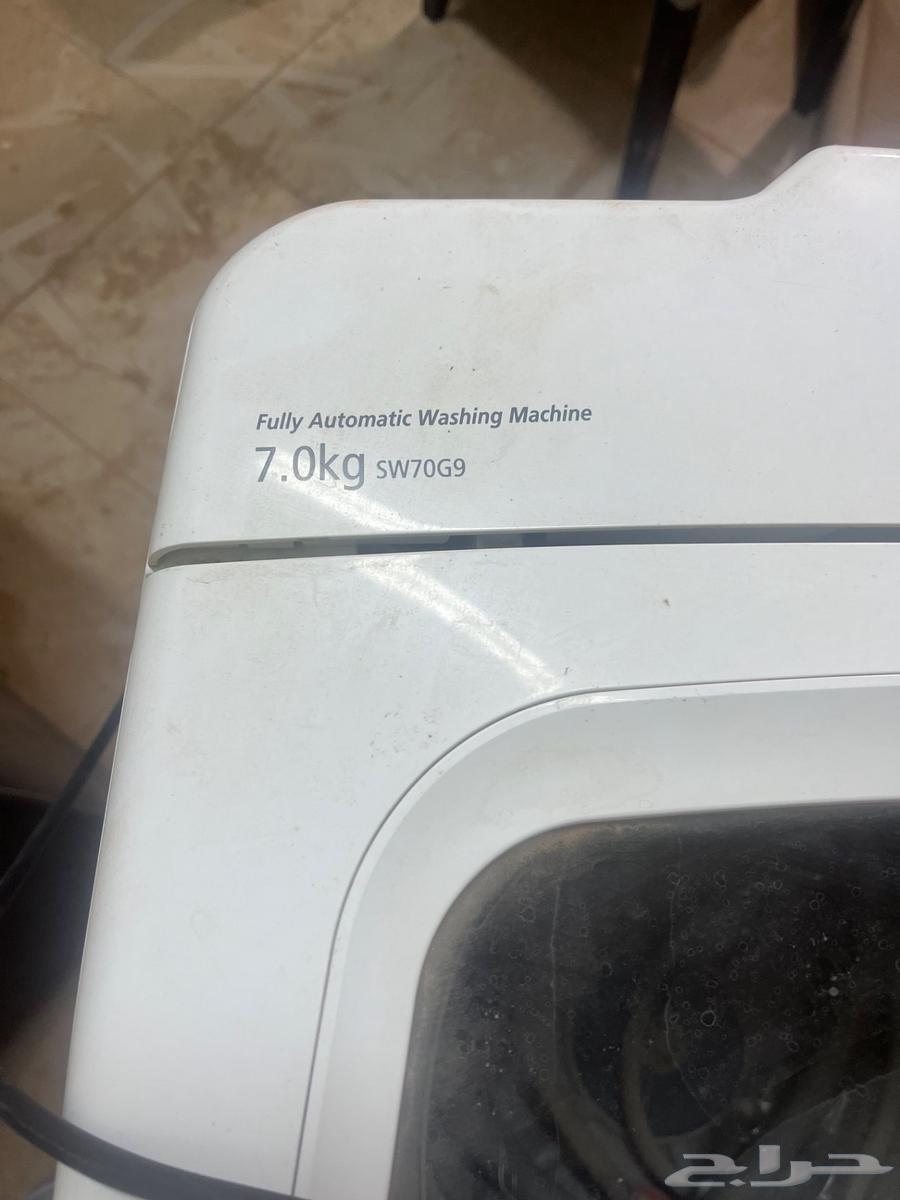 Fully Automatic Washing Machine
7.0kg SW70G9
حراج